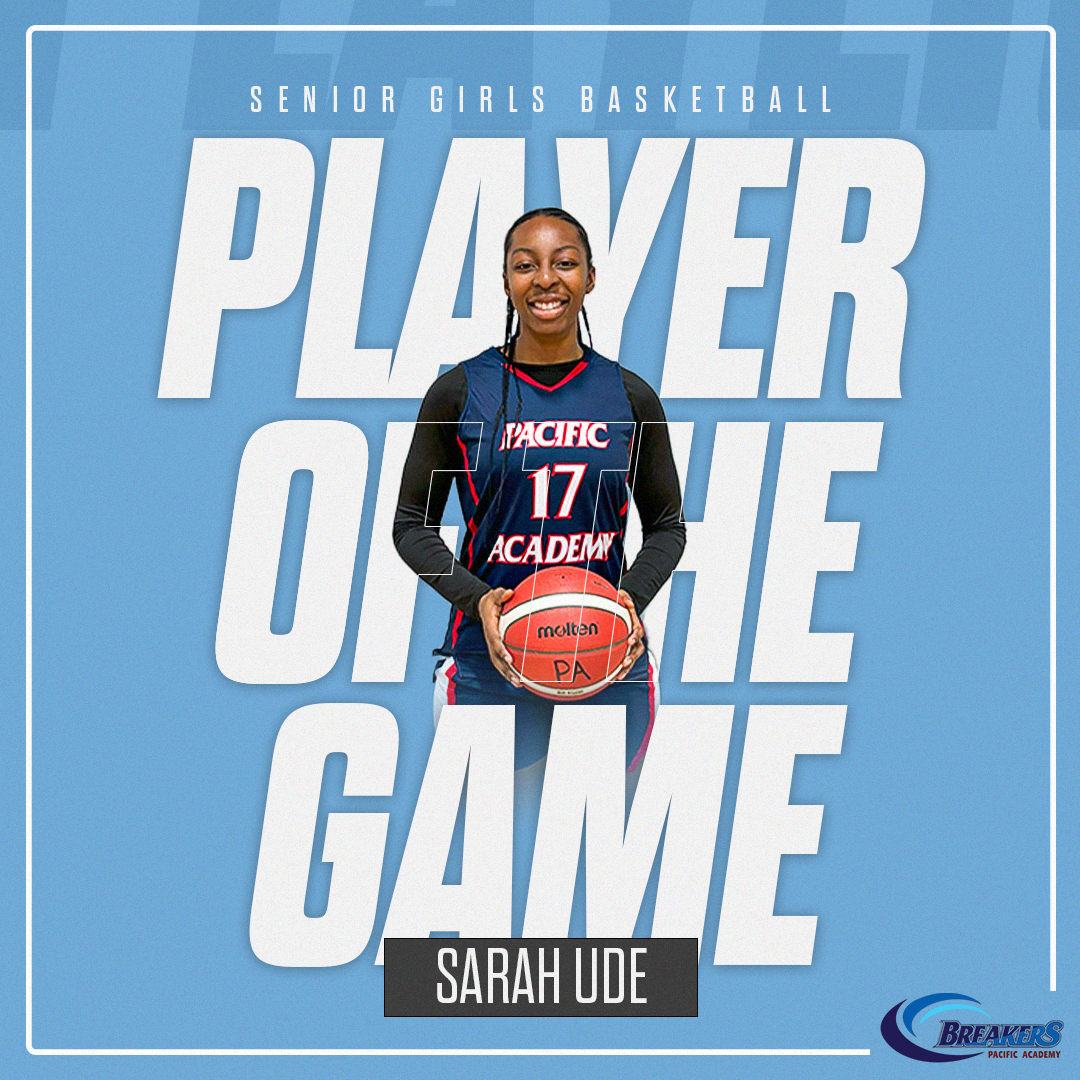 SENIOR GIRLS BASKETBALL
PLAYER
OF THE
GAME
PACIFIC
17
ACADEMY
molten
PA
SARAH UDE
BREAKERS
PACIFIC ACADEMY